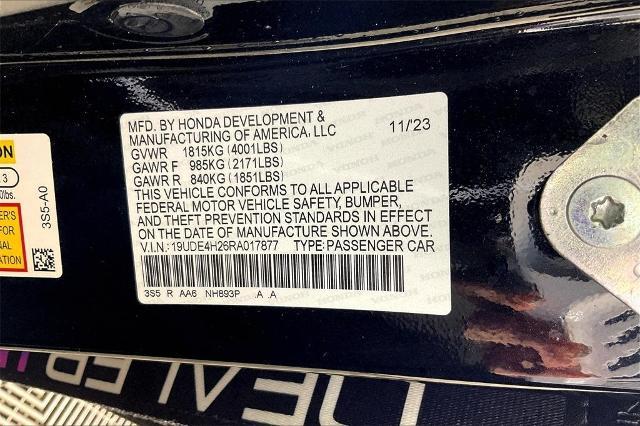 MFD. BY HONDA DEVELOPMENT &
MANUFACTURING OF AMERICA, LLC 11/23
GVWR 1815KG (4001LBS)
GAWR F 985KG (2171LBS)
GAWR R 840KG (1851LBS)
THIS VEHICLE CONFORMS TO ALL APPLICABLE
FEDERAL MOTOR VEHICLE SAFETY, BUMPER,
AND THEFT PREVENTION STANDARDS IN EFFECT
ON THE DATE OF MANUFACTURE SHOWN ABOVE.
V.I.N.: 19UDE4H26RA017877 TYPE: PASSENGER CAR
3S5 R AA6 NH893P .A .A
3S5-A0
DEALER